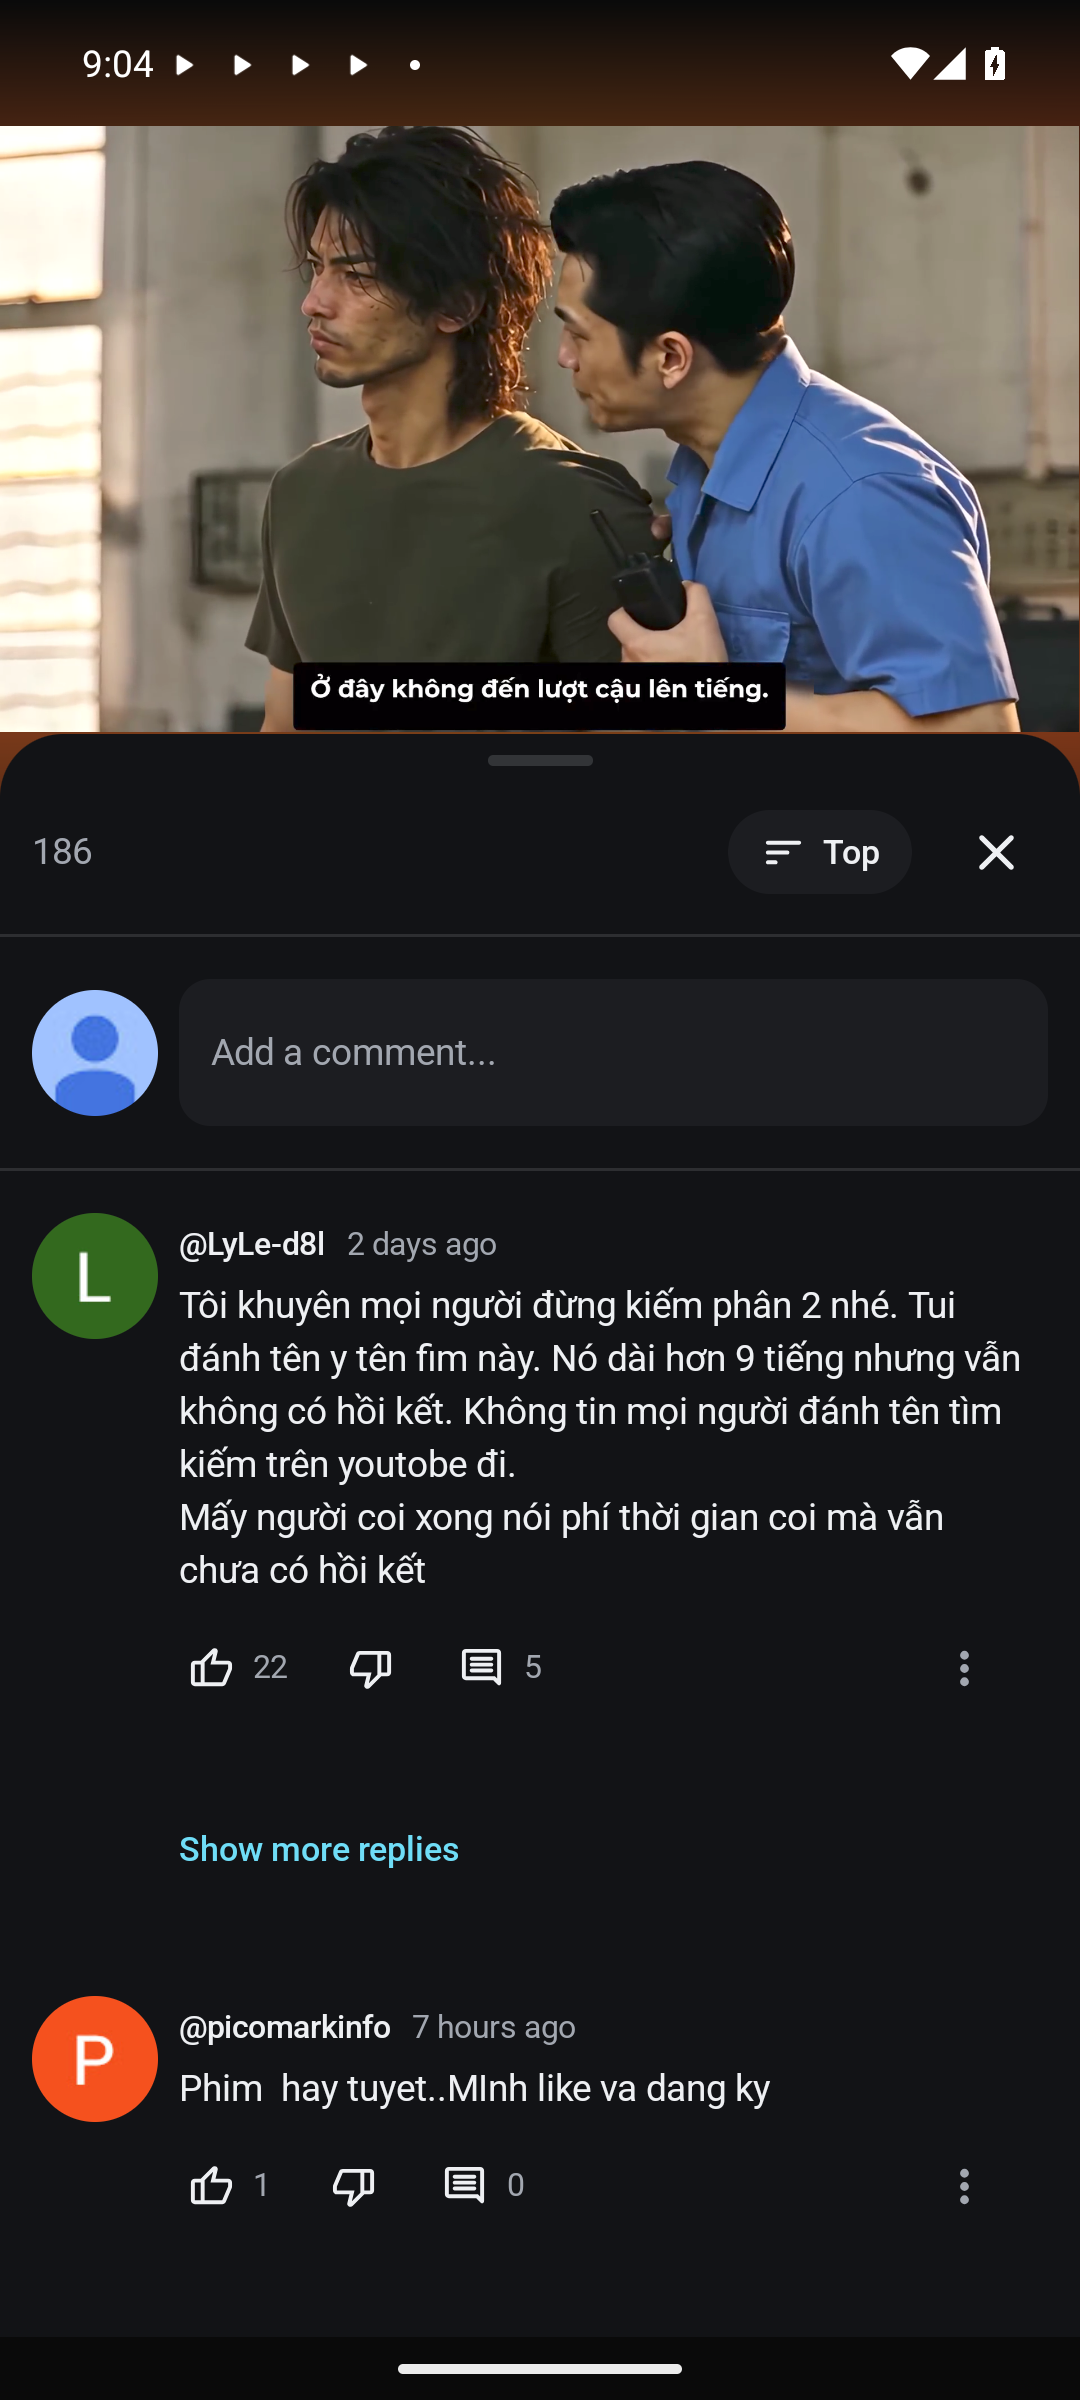 9:04
Ở đây không đến lượt cậu lên tiếng.
186
Top
Add a comment...
L
@LyLe-d8l 2 days ago
Tôi khuyên mọi người đừng kiếm phân 2 nhé. Tui
đánh tên y tên fim này. Nó dài hơn 9 tiếng nhưng vẫn
không có hồi kết. Không tin mọi người đánh tên tìm
kiếm trên youtobe đi.
Mấy người coi xong nói phí thời gian coi mà vẫn
chưa có hồi kết
22 5
Show more replies
P
@picomarkinfo 7 hours ago
Phim  hay tuyet..MInh like va dang ky
1 0